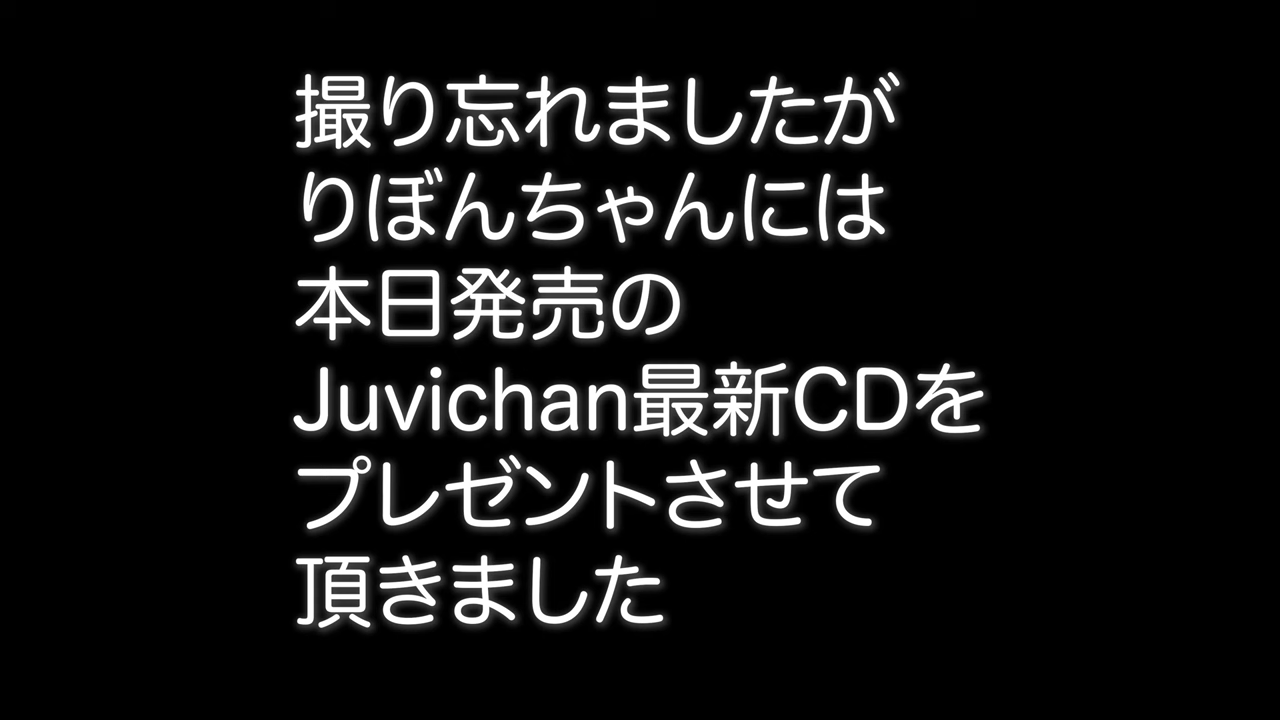 撮り忘れましたが
りぼんちゃんには
本日発売の
Juvichan最新CDを
プレゼントさせて
頂きました